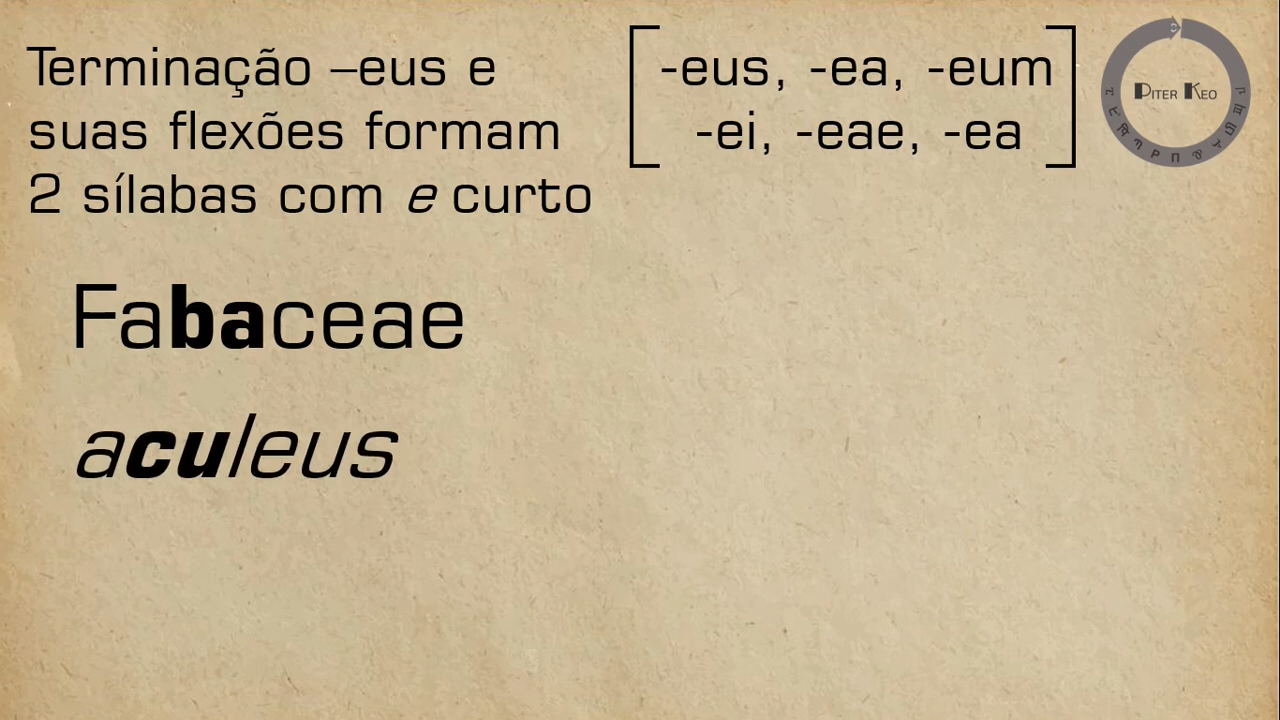 Terminação –eus e
suas flexões formam
2 sílabas com e curto
-eus, -ea, -eum
-ei, -eae, -ea
PITER KEO
Fabaceae
aculeus